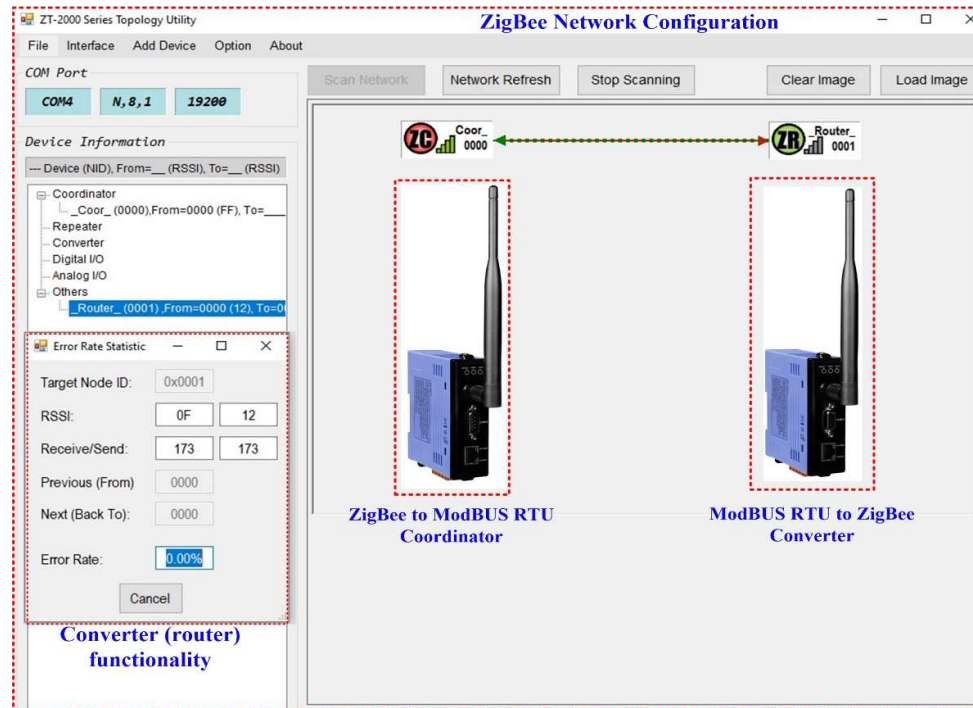 ZT-2000 Series Topology Utility
ZigBee Network Configuration
File Interface Add Device Option About
COM Port
COM4 N,8,1 19200
Scan Network Network Refresh Stop Scanning Clear Image Load Image
Device Information
--- Device (NID), From=__ (RSSI), To=__ (RSSI)
Coordinator
_Coor_ (0000),From=0000 (FF), To=____
Repeater
Converter
Digital I/O
Analog I/O
Others
_Router_ (0001) ,From=0000 (12), To=0
ZC Coor_
0000
ZR _Router_
0001
Error Rate Statistic
Target Node ID: 0x0001
RSSI: 0F 12
Receive/Send: 173 173
Previous (From) 0000
Next (Back To): 0000
Error Rate: 0.00%
Cancel
Converter (router)
functionality
ZigBee to ModBUS RTU
Coordinator
ModBUS RTU to ZigBee
Converter